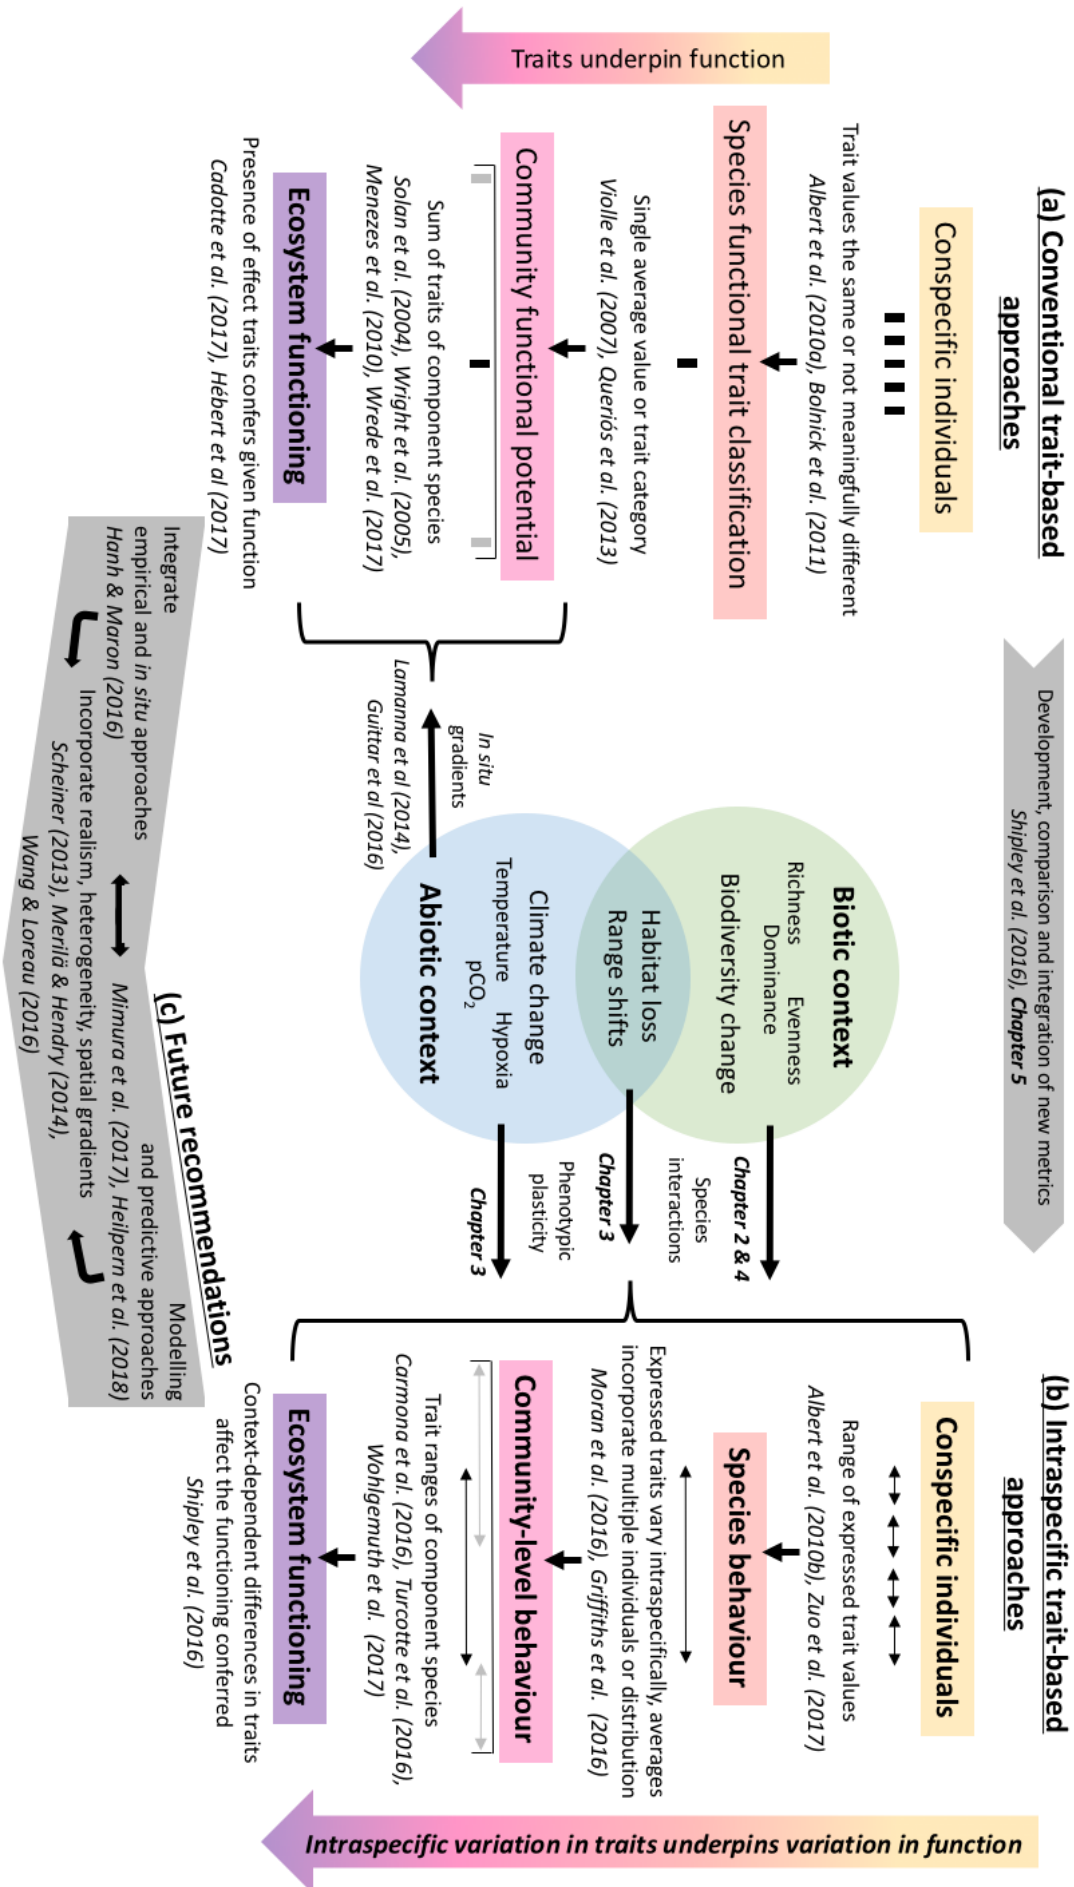 (a) Conventional trait-based
approaches
Traits underpin function
Conspecific individuals
Trait values the same or not meaningfully different
Albert et al. (2010a), Bolnick et al. (2011)
Species functional trait classification
Single average value or trait category
Violle et al. (2007), Queriós et al. (2013)
Community functional potential
Sum of traits of component species
Solan et al. (2004), Wright et al. (2005),
Menezes et al. (2010), Wrede et al. (2017)
Ecosystem functioning
Presence of effect traits confers given function
Cadotte et al. (2017), Hébert et al (2017)
Development, comparison and integration of new metrics
Shipley et al. (2016), Chapter 5
Biotic context
Richness Evenness
Dominance
Biodiversity change
Habitat loss
Range shifts
Climate change
Temperature Hypoxia
pCO2
Abiotic context
In situ
gradients
Lamanna et al (2014),
Guittar et al (2016)
Chapter 2 & 4
Species
interactions
Chapter 3
Phenotypic
plasticity
Chapter 3
(b) Intraspecific trait-based
approaches
Conspecific individuals
Range of expressed trait values
Albert et al. (2010b), Zuo et al. (2017)
Species behaviour
Expressed traits vary intraspecifically, averages
incorporate multiple individuals or distribution
Moran et al. (2016), Griffiths et al. (2016)
Community-level behaviour
Trait ranges of component species
Carmona et al. (2016), Turcotte et al. (2016),
Wohlgemuth et al. (2017)
Ecosystem functioning
Context-dependent differences in traits
affect the functioning conferred
Shipley et al. (2016)
Intraspecific variation in traits underpins variation in function
(c) Future recommendations
Integrate
empirical and in situ approaches
Hanh & Maron (2016)
Modelling
and predictive approaches
Mimura et al. (2017), Heilpern et al. (2018)
Incorporate realism, heterogeneity, spatial gradients
Scheiner (2013), Merilä & Hendry (2014),
Wang & Loreau (2016)